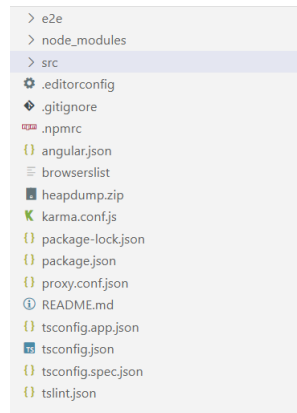 e2e
node_modules
src
.editorconfig
.gitignore
.npmrc
angular.json
browserslist
heapdump.zip
karma.conf.js
package-lock.json
package.json
proxy.conf.json
README.md
tsconfig.app.json
tsconfig.json
tsconfig.spec.json
tslint.json